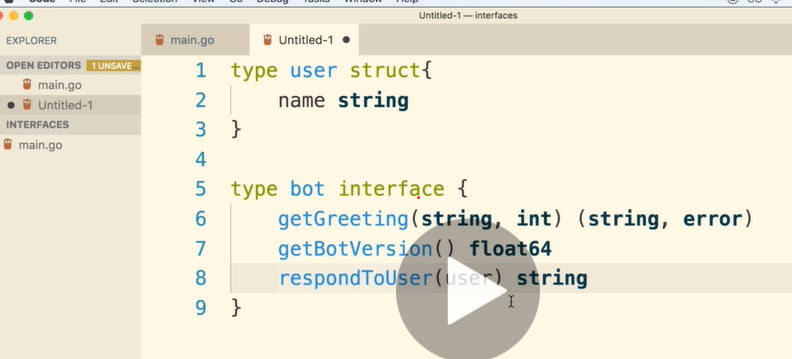 Untitled-1 — interfaces
EXPLORER
main.go
Untitled-1
OPEN EDITORS
1 UNSAVE...
main.go
Untitled-1
INTERFACES
main.go
1 type user struct{
2 name string
3 }
4
5 type bot interface {
6 getGreeting(string, int) (string, error)
7 getBotVersion() float64
8 respondToUser(user) string
9 }